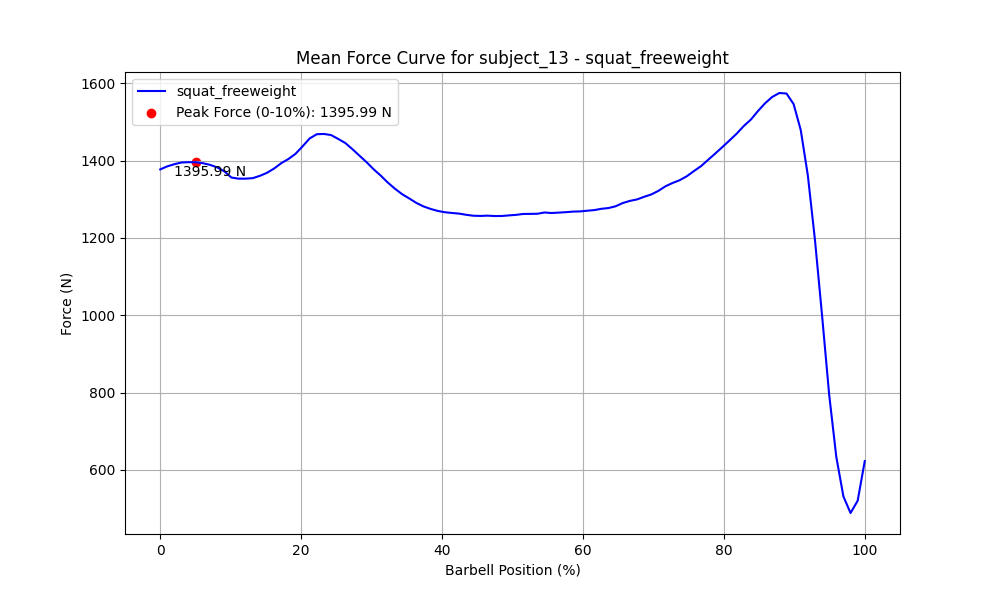 Mean Force Curve for subject_13 - squat_freeweight
squat_freeweight
Peak Force (0-10%): 1395.99 N
1395.99 N
1600
1400
1200
1000
800
600
Force (N)
0 20 40 60 80 100
Barbell Position (%)